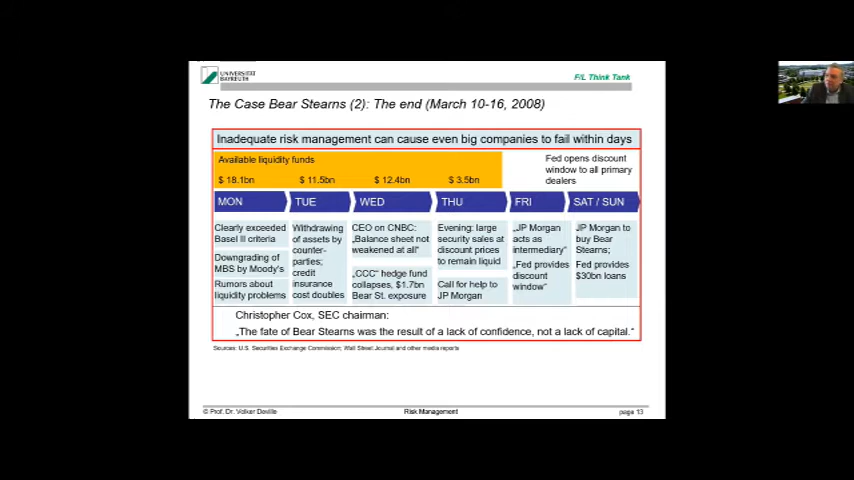 UNIVERSITÄT
BAYREUTH
F/L Think Tank
The Case Bear Stearns (2): The end (March 10-16, 2008)
Inadequate risk management can cause even big companies to fail within days
Available liquidity funds
$ 18.1bn
$ 11.5bn
$ 12.4bn
$ 3.5bn
Fed opens discount
window to all primary
dealers
MON
TUE
WED
THU
FRI
SAT / SUN
Clearly exceeded
Basel II criteria
Downgrading of
MBS by Moody's
Rumors about
liquidity problems
Withdrawing
of assets by
counter-
parties;
credit
insurance
cost doubles
CEO on CNBC:
„Balance sheet not
weakened at all“
„CCC“ hedge fund
collapses, $1.7bn
Bear St. exposure
Evening: large
security sales at
discount prices
to remain liquid
Call for help to
JP Morgan
„JP Morgan
acts as
intermediary“
„Fed provides
discount
window“
JP Morgan to
buy Bear
Stearns;
Fed provides
$30bn loans
Christopher Cox, SEC chairman:
„The fate of Bear Stearns was the result of a lack of confidence, not a lack of capital.“
Sources: U.S. Securities Exchange Commission; Wall Street Journal and other media reports
© Prof. Dr. Volker Deville
Risk Management
page 13